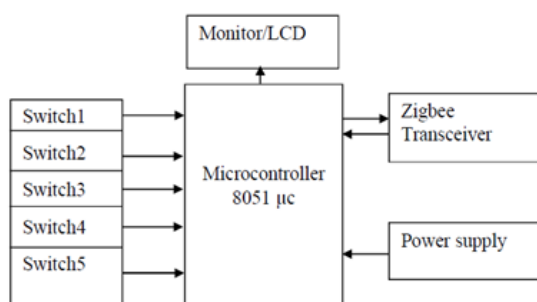 Monitor/LCD
Switch1
Switch2
Switch3
Switch4
Switch5
Microcontroller
8051 μc
Zigbee
Transceiver
Power supply